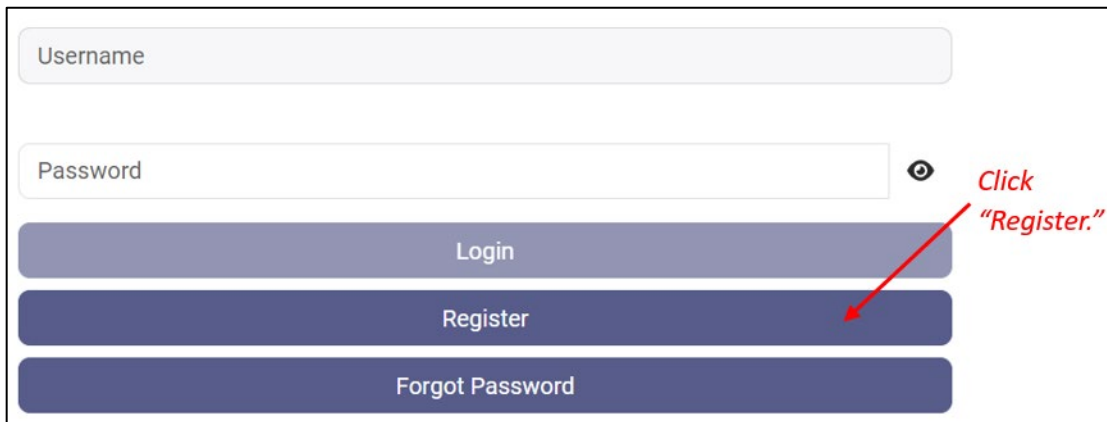 Username
Password
Click
“Register.”
Login
Register
Forgot Password